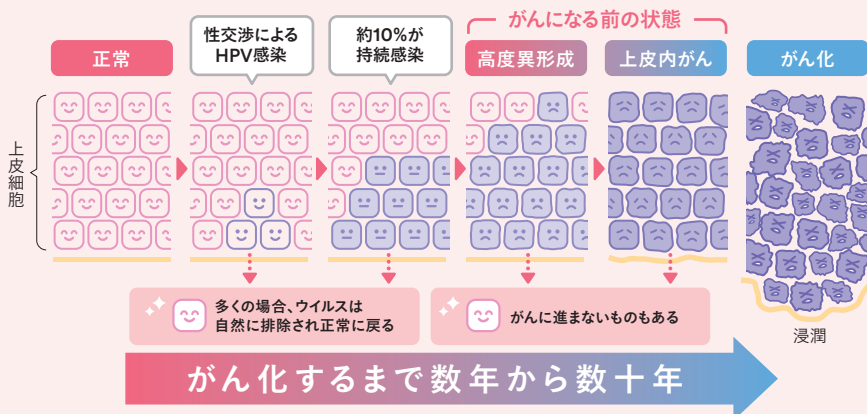 がんになる前の状態
正常
性交渉による
HPV感染
約10%が
持続感染
高度異形成
上皮内がん
がん化
上皮細胞
多くの場合、ウイルスは
自然に排除され正常に戻る
がんに進まないものもある
浸潤
がん化するまで数年から数十年